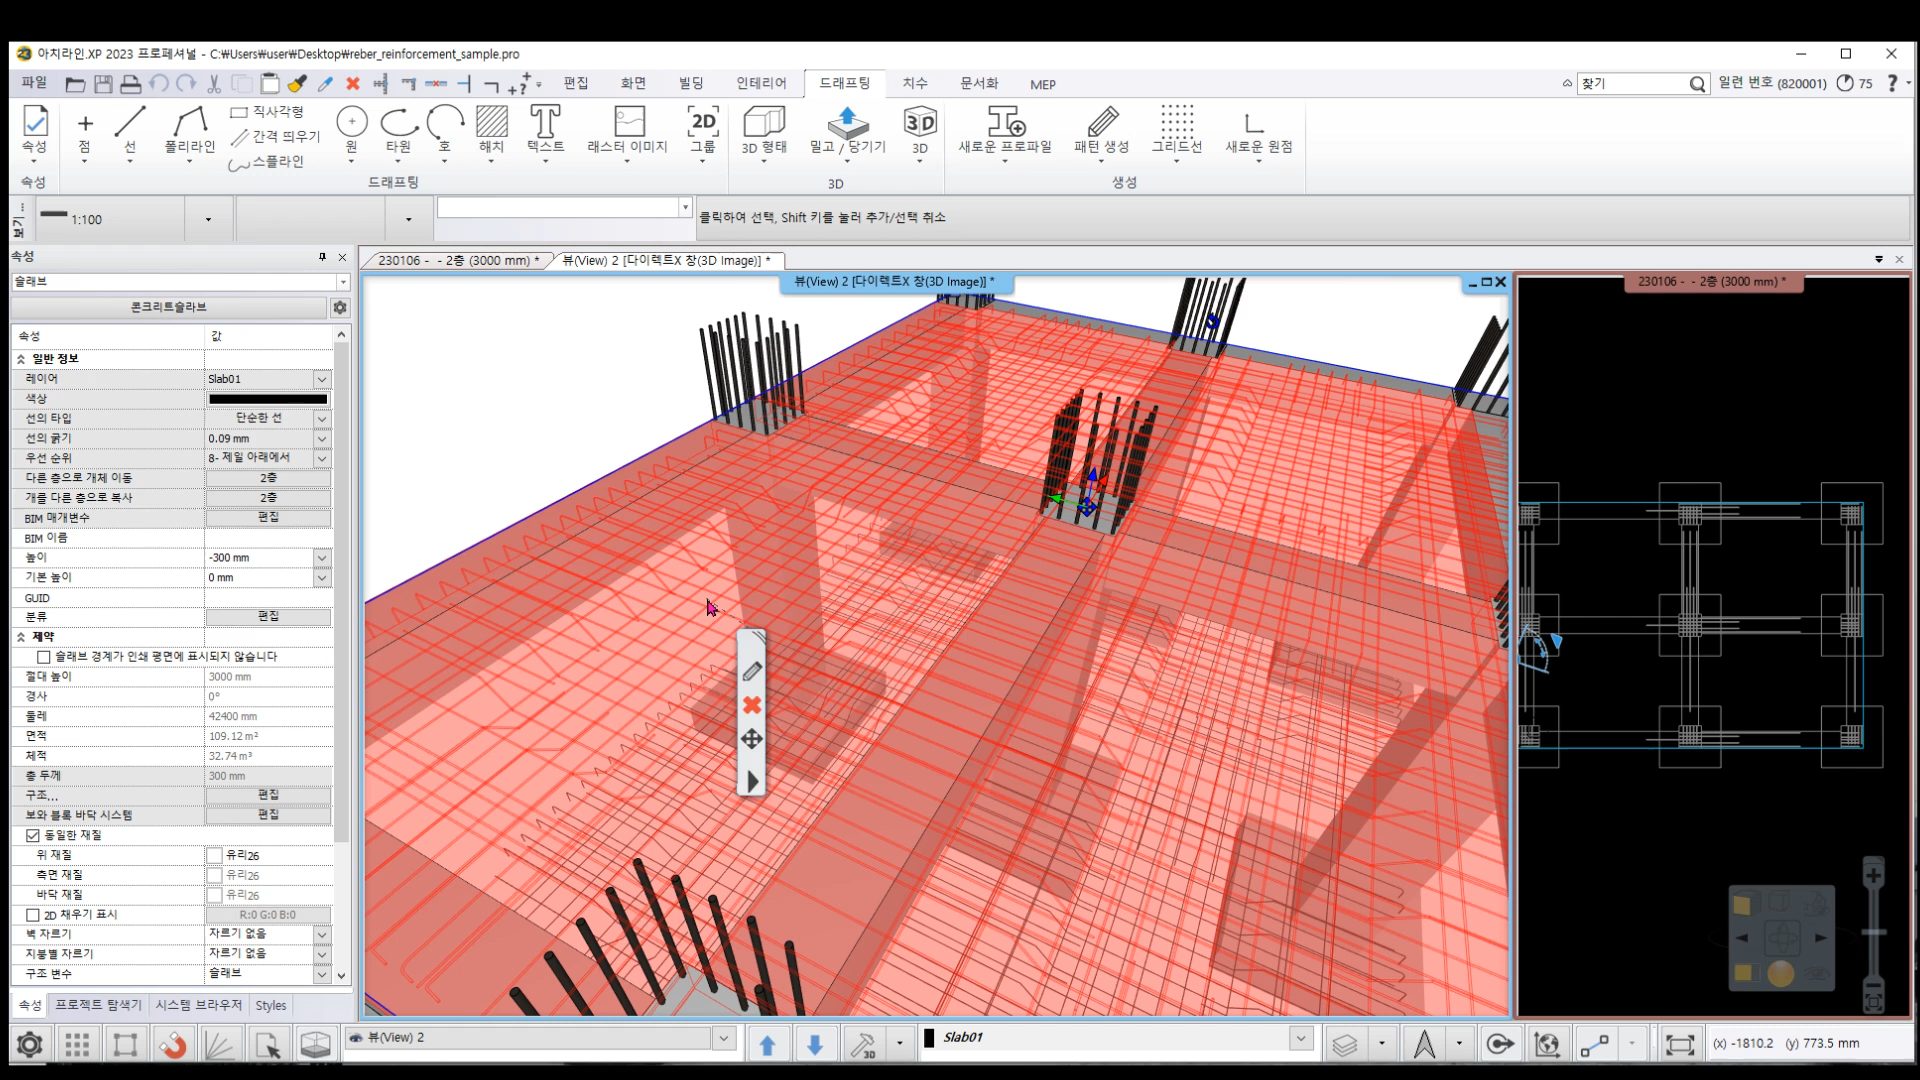 아치라인.XP 2023 프로페셔널 - C:₩Users₩user₩Desktop₩reber_reinforcement_sample.pro
파일
편집
화면
빌딩
인테리어
드래프팅
치수
문서화
MEP
찾기
일련 번호 (820001)
75
속성
점
선
폴리라인
직사각형
간격 띄우기
스플라인
원
타원
호
해치
텍스트
래스터 이미지
2D
그룹
3D 형태
밀고 / 당기기
3D
3D
새로운 프로파일
패턴 생성
그리드선
새로운 원점
속성
드래프팅
3D
생성
보기
1:100
클릭하여 선택, Shift 키를 눌러 추가/선택 취소
속성
슬래브
콘크리트슬라브
속성 값
일반 정보
레이어 Slab01
색상
선의 타입 단순한 선
선의 굵기 0.09 mm
우선 순위 8- 제일 아래에서
다른 층으로 개체 이동 2층
개를 다른 층으로 복사 2층
BIM 매개변수 편집
BIM 이름
높이 -300 mm
기본 높이 0 mm
GUID
분류 편집
제약
슬래브 경계가 인쇄 평면에 표시되지 않습니다
절대 높이 3000 mm
경사 0°
둘레 42400 mm
면적 109.12 m²
체적 32.74 m³
총 두께 300 mm
구조... 편집
보와 블록 바닥 시스템 편집
동일한 재질
위 재질 유리26
측면 재질 유리26
바닥 재질 유리26
2D 채우기 표시 R:0 G:0 B:0
벽 자르기 자르기 없음
지붕별 자르기 자르기 없음
구조 변수 슬래브
속성
프로젝트 탐색기
시스템 브라우저
Styles
230106 - - 2층 (3000 mm) *
뷰(View) 2 [다이렉트X 창(3D Image)] *
뷰(View) 2 [다이렉트X 창(3D Image)] *
230106 - - 2층 (3000 mm) *
뷰(View) 2
3D
Slab01
(x) -1810.2 (y) 773.5 mm